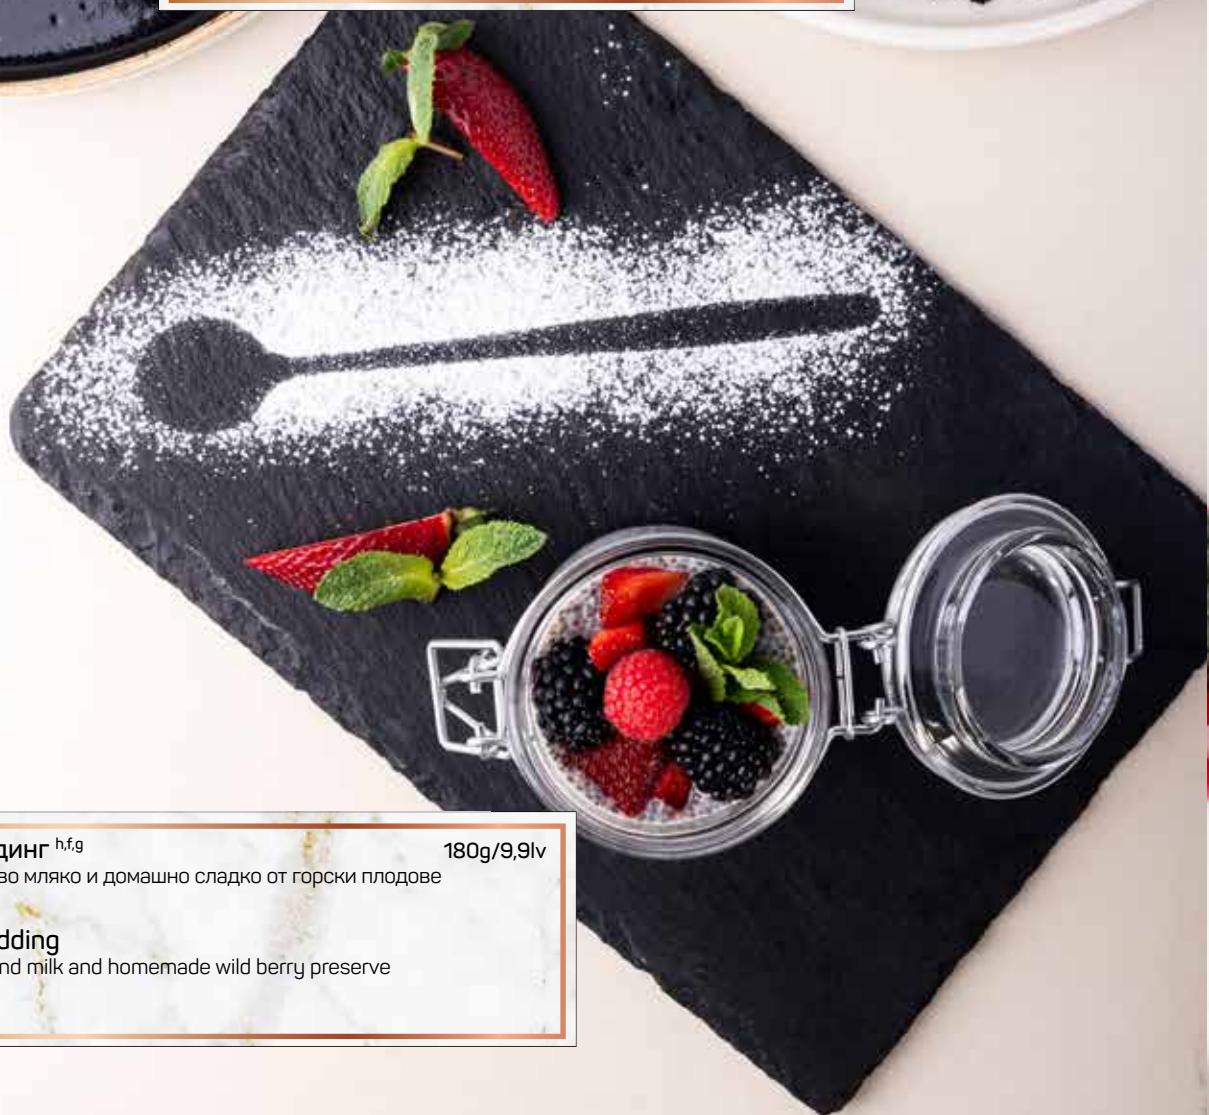 динг h,f,g 180g/9,9lv
во мляко и домашно сладко от горски плодове
dding
nd milk and homemade wild berry preserve